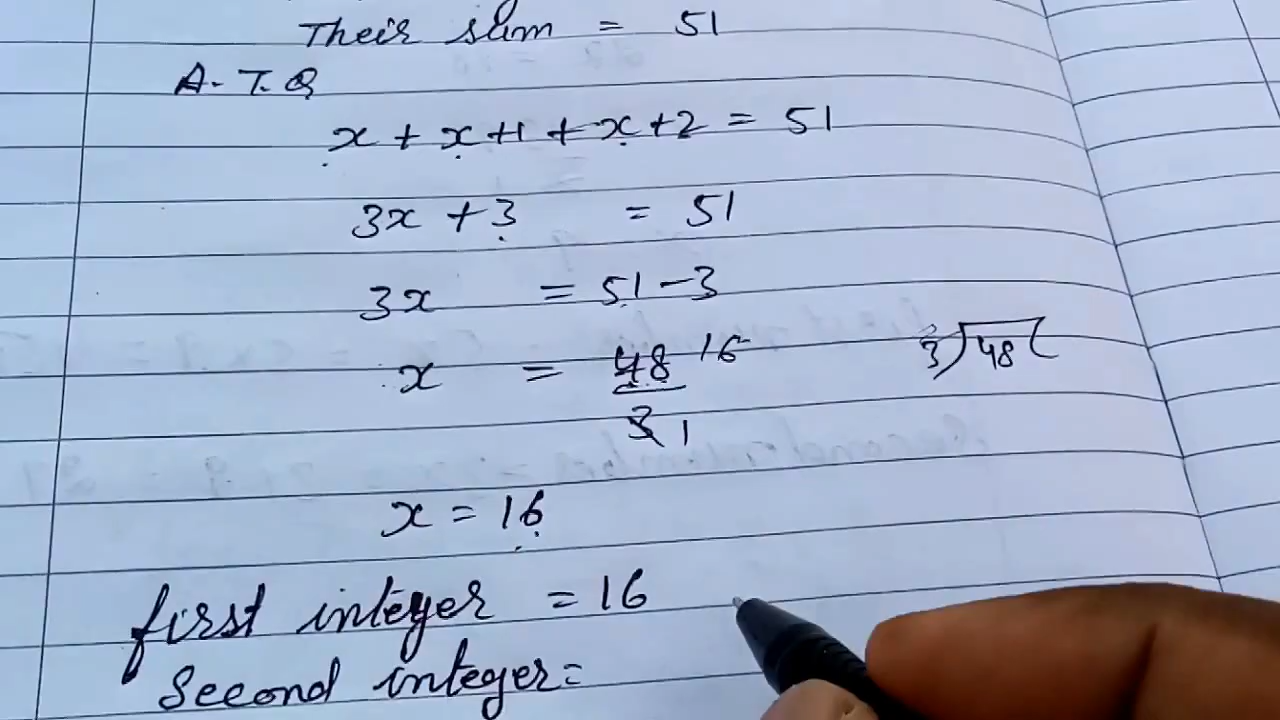 Their sum = 51
A.T.Q
x + x+1 + x+2 = 51
3x + 3 = 51
3x = 51 - 3
x = 48 16 3)48(
3 1
x = 16
first integer = 16
Second integer =